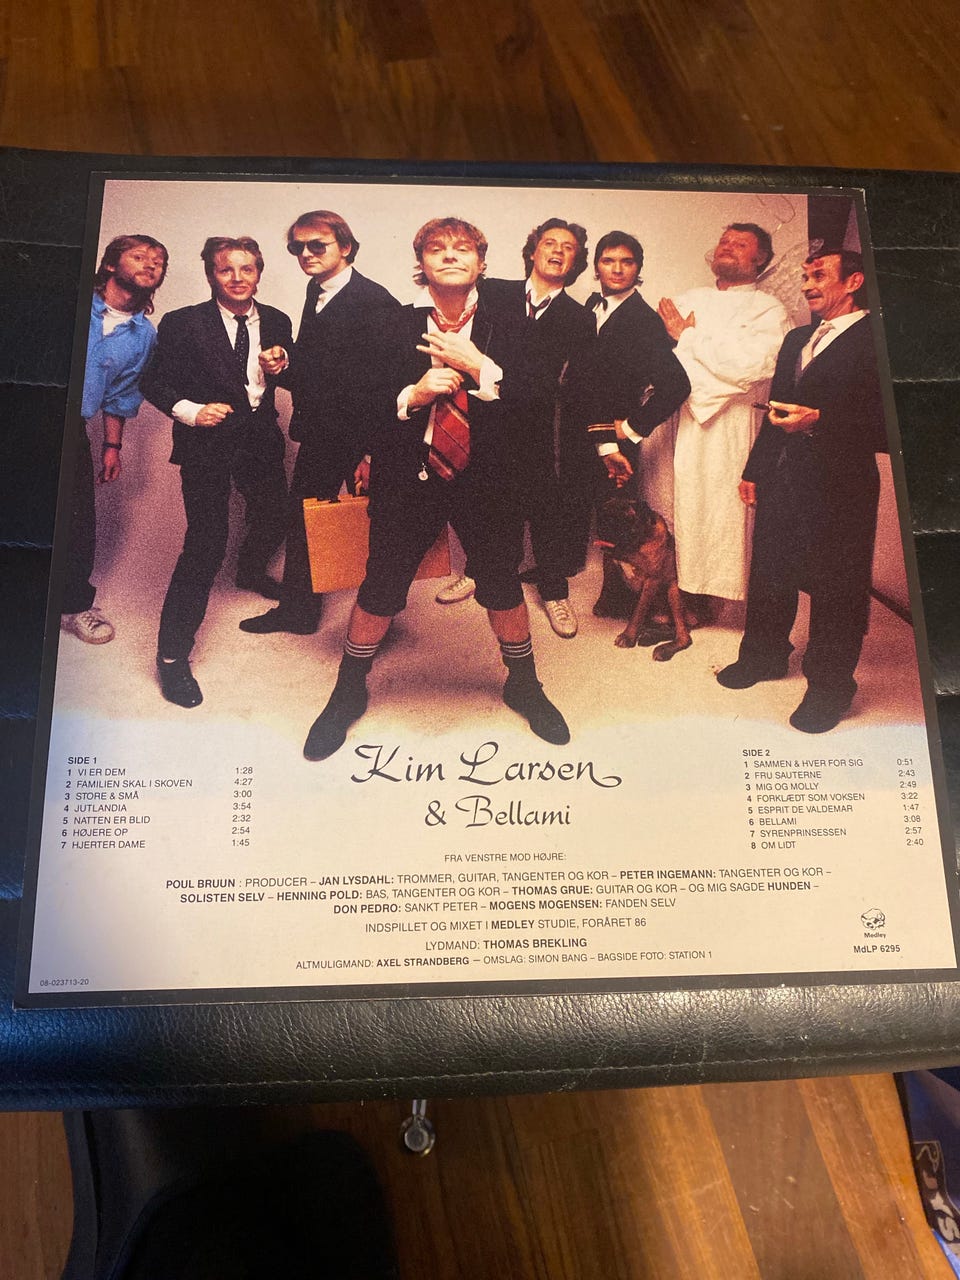 SIDE 1
1 VI ER DEM 1:28
2 FAMILIEN SKAL I SKOVEN 4:27
3 STORE & SMÅ 3:00
4 JUTLANDIA 3:54
5 NATTEN ER BLID 2:32
6 HØJERE OP 2:54
7 HJERTER DAME 1:45
Kim Larsen
& Bellami
SIDE 2
1 SAMMEN & HVER FOR SIG 0:51
2 FRU SAUTERNE 2:43
3 MIG OG MOLLY 2:49
4 FORKLÆDT SOM VOKSEN 3:22
5 ESPRIT DE VALDEMAR 1:47
6 BELLAMI 3:08
7 SYRENPRINSESSEN 2:57
8 OM LIDT 2:40
FRA VENSTRE MOD HØJRE:
POUL BRUUN : PRODUCER – JAN LYSDAHL: TROMMER, GUITAR, TANGENTER OG KOR – PETER INGEMANN: TANGENTER OG KOR –
SOLISTEN SELV – HENNING POLD: BAS, TANGENTER OG KOR – THOMAS GRUE: GUITAR OG KOR – OG MIG SAGDE HUNDEN –
DON PEDRO: SANKT PETER – MOGENS MOGENSEN: FANDEN SELV
INDSPILLET OG MIXET I MEDLEY STUDIE, FORÅRET 86
LYDMAND: THOMAS BREKLING
ALTMULIGMAND: AXEL STRANDBERG – OMSLAG: SIMON BANG – BAGSIDE FOTO: STATION 1
Medley
MdLP 6295
08-023713-20